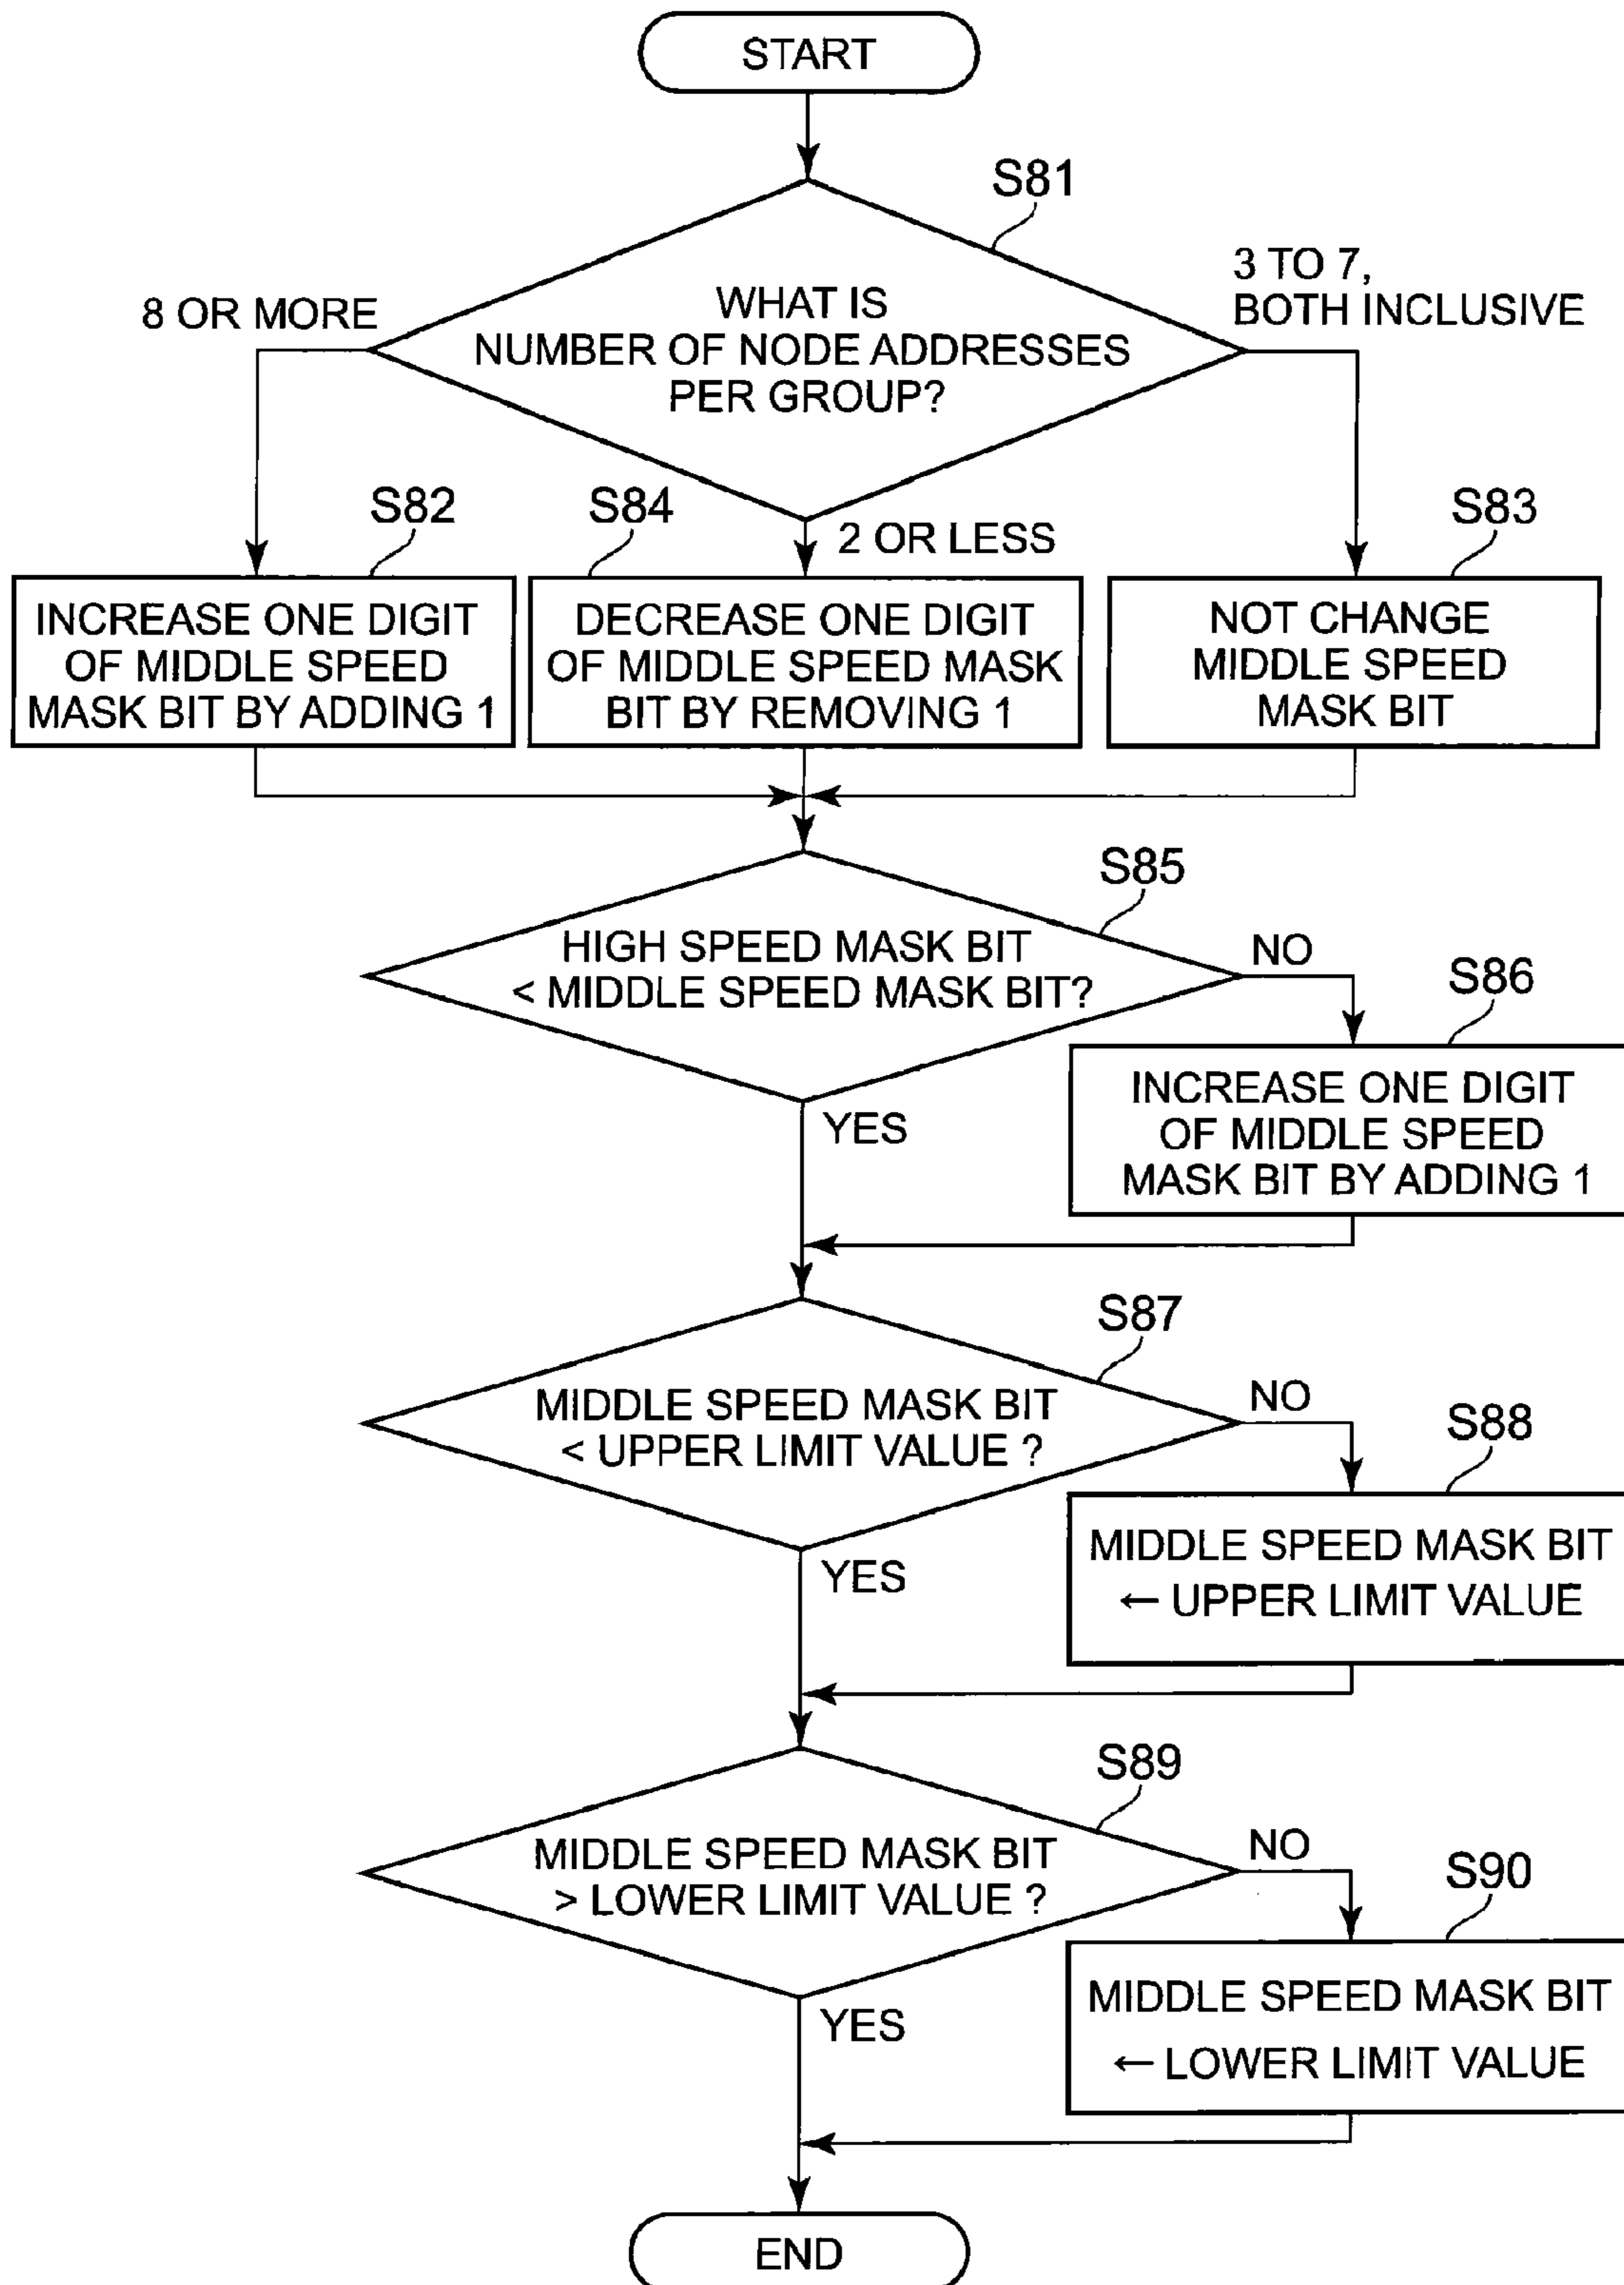 START
S81
3 TO 7,
BOTH INCLUSIVE
8 OR MORE
WHAT IS
NUMBER OF NODE ADDRESSES
PER GROUP?
S82
S84
2 OR LESS
S83
INCREASE ONE DIGIT
OF MIDDLE SPEED
MASK BIT BY ADDING 1
DECREASE ONE DIGIT
OF MIDDLE SPEED MASK
BIT BY REMOVING 1
NOT CHANGE
MIDDLE SPEED
MASK BIT
S85
HIGH SPEED MASK BIT
< MIDDLE SPEED MASK BIT?
NO
S86
YES
INCREASE ONE DIGIT
OF MIDDLE SPEED
MASK BIT BY ADDING 1
S87
MIDDLE SPEED MASK BIT
< UPPER LIMIT VALUE ?
NO
S88
YES
MIDDLE SPEED MASK BIT
← UPPER LIMIT VALUE
S89
MIDDLE SPEED MASK BIT
> LOWER LIMIT VALUE ?
NO
S90
YES
MIDDLE SPEED MASK BIT
← LOWER LIMIT VALUE
END